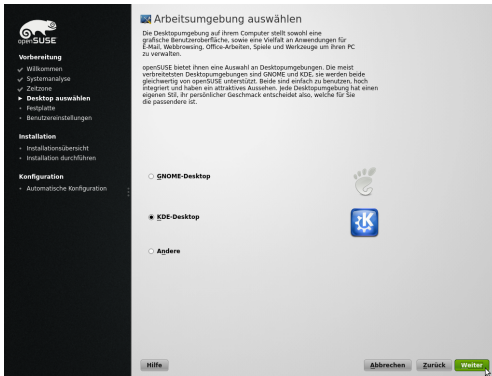 openSUSE
Vorbereitung
Willkommen
Systemanalyse
Zeitzone
Desktop auswählen
Festplatte
Benutzereinstellungen
Installation
Installationsübersicht
Installation durchführen
Konfiguration
Automatische Konfiguration
Arbeitsumgebung auswählen
Die Desktopumgebung auf ihrem Computer stellt sowohl eine
grafische Benutzeroberfläche, sowie eine Vielfalt an Anwendungen für
E-Mail, Webbrowsing, Office-Arbeiten, Spiele und Werkzeuge um ihren PC
zu verwalten.
openSUSE bietet ihnen eine Auswahl an Desktopumgebungen. Die meist
verbreitetsten Desktopumgebungen sind GNOME und KDE, sie werden beide
gleichwertig von openSUSE unterstützt. Beide sind einfach zu benutzen, hoch
integriert und haben ein attraktives Aussehen. Jede Desktopumgebung hat einen
eigenen Stil, ihr persönlicher Geschmack entscheidet also, welche für Sie
die passendere ist.
GNOME-Desktop
KDE-Desktop
Andere
Hilfe
Abbrechen
Zurück
Weiter